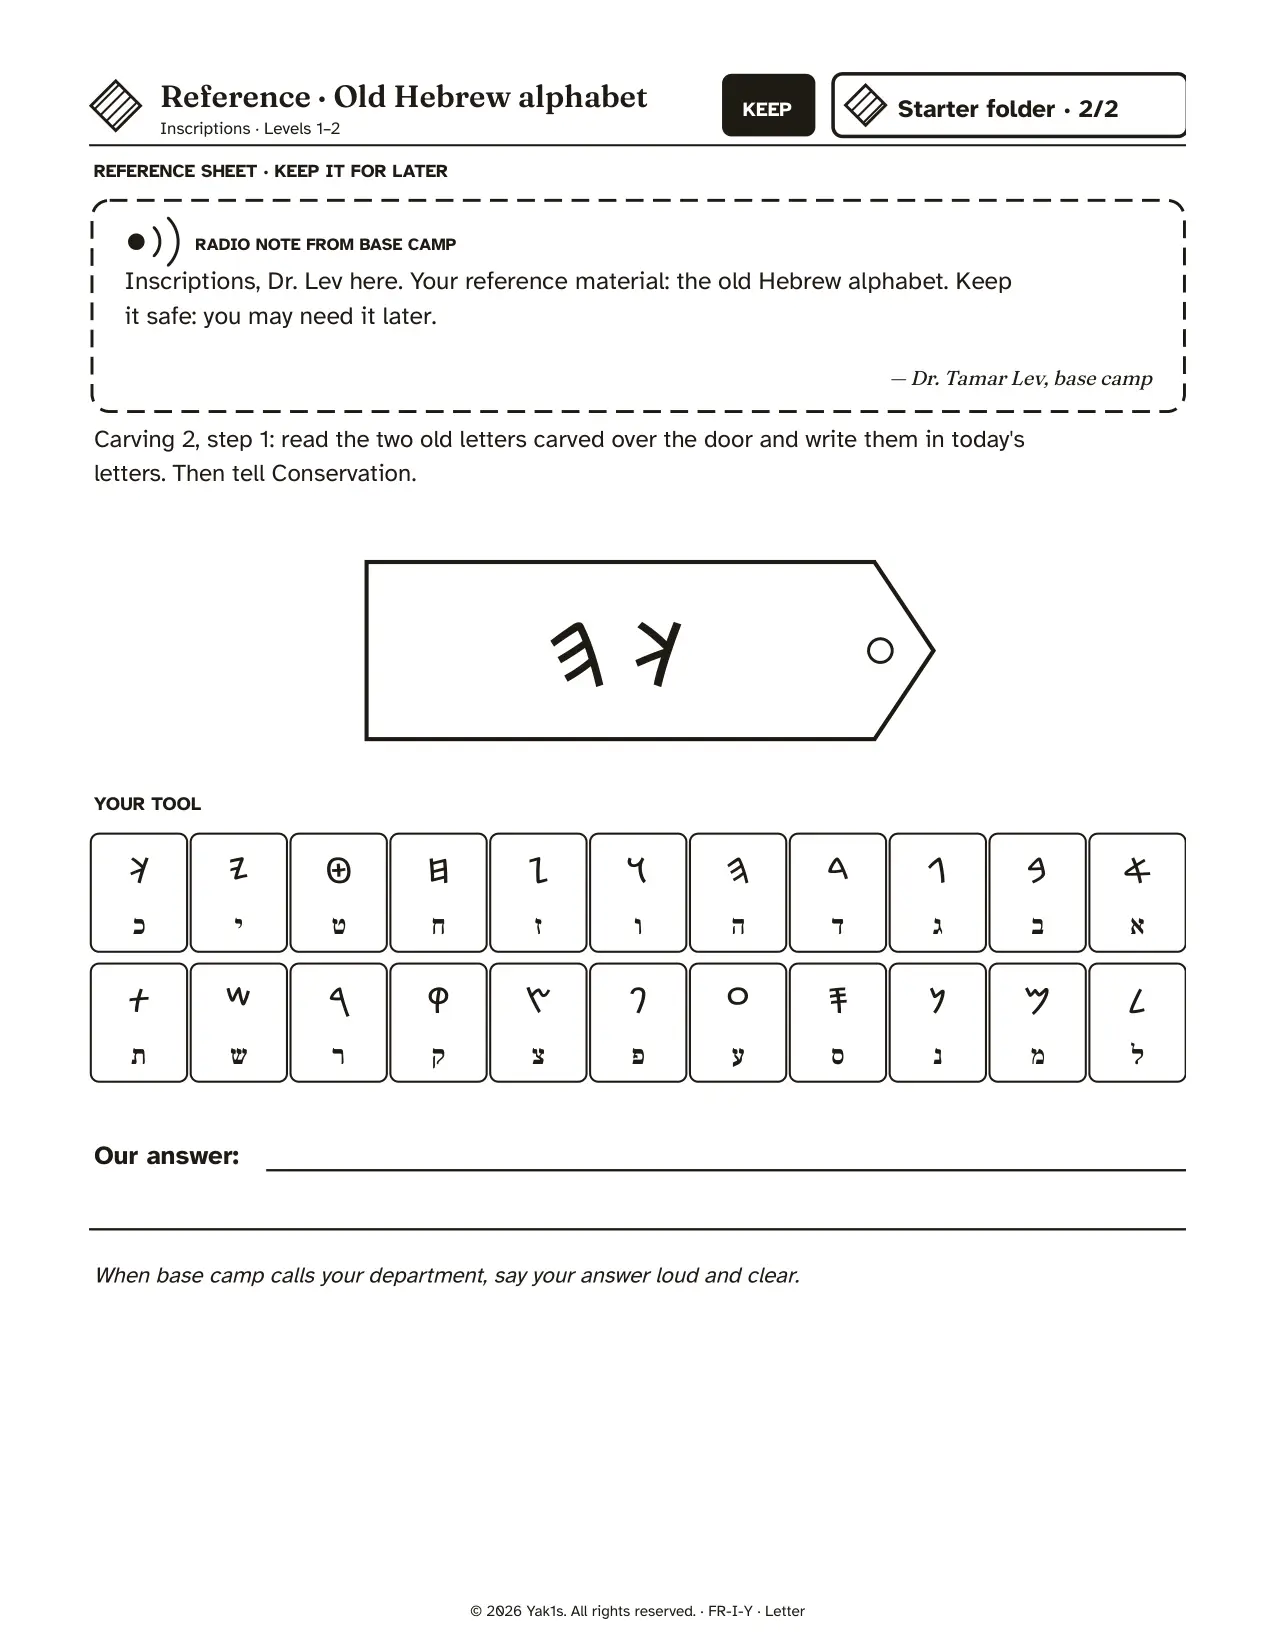 Reference · Old Hebrew alphabet
Inscriptions · Levels 1–2
KEEP
Starter folder · 2/2
REFERENCE SHEET · KEEP IT FOR LATER
RADIO NOTE FROM BASE CAMP
Inscriptions, Dr. Lev here. Your reference material: the old Hebrew alphabet. Keep
it safe: you may need it later.
— Dr. Tamar Lev, base camp
Carving 2, step 1: read the two old letters carved over the door and write them in today's
letters. Then tell Conservation.
𐤊𐤄
YOUR TOOL
𐤀 𐤁 𐤂 𐤃 𐤄 𐤅 𐤆 𐤇 𐤈 𐤉 𐤊
א ב ג ד ה ו ז ח ט י כ
𐤋 𐤌 𐤍 𐤎 𐤏 𐤐 𐤑 𐤒 𐤓 𐤔 𐤕
ל מ נ ס ע פ צ ק ר ש ת
Our answer:
When base camp calls your department, say your answer loud and clear.
© 2026 Yak1s. All rights reserved. · FR-I-Y · Letter